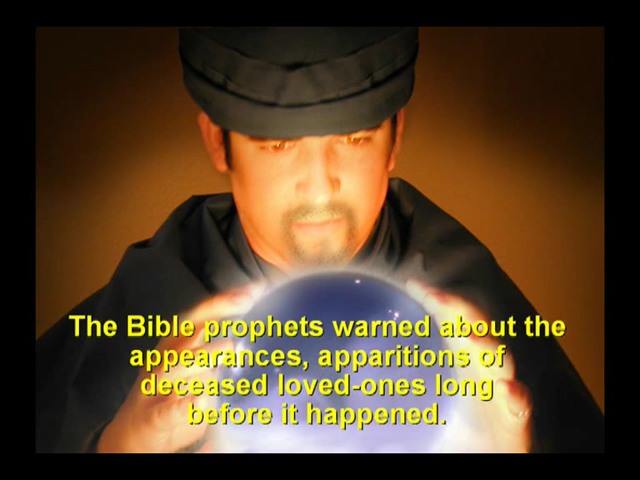 The Bible prophets warned about the
appearances, apparitions of
deceased loved-ones long
before it happened.